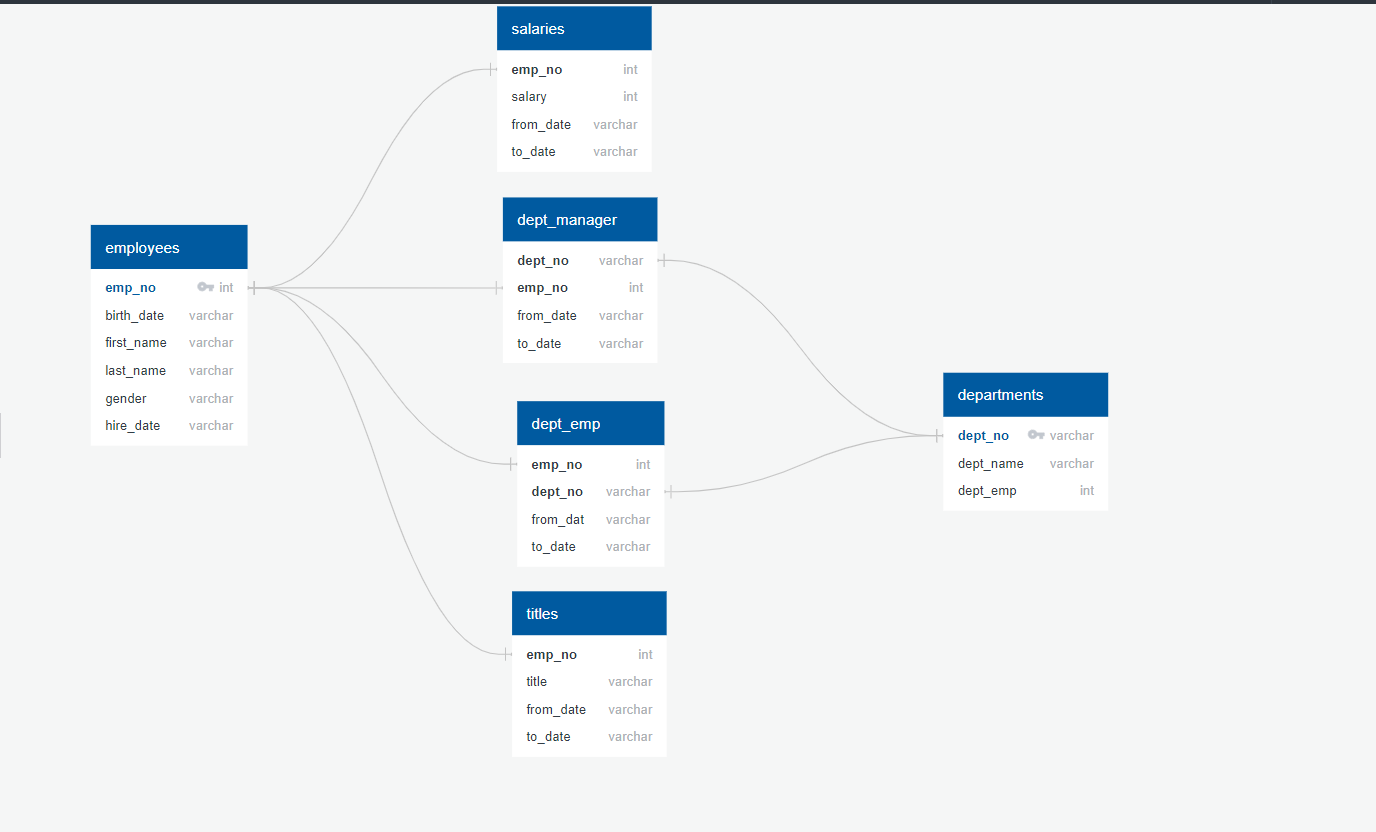 salaries
emp_no int
salary int
from_date varchar
to_date varchar
dept_manager
dept_no varchar
emp_no int
from_date varchar
to_date varchar
employees
emp_no int
birth_date varchar
first_name varchar
last_name varchar
gender varchar
hire_date varchar
dept_emp
emp_no int
dept_no varchar
from_dat varchar
to_date varchar
departments
dept_no varchar
dept_name varchar
dept_emp int
titles
emp_no int
title varchar
from_date varchar
to_date varchar